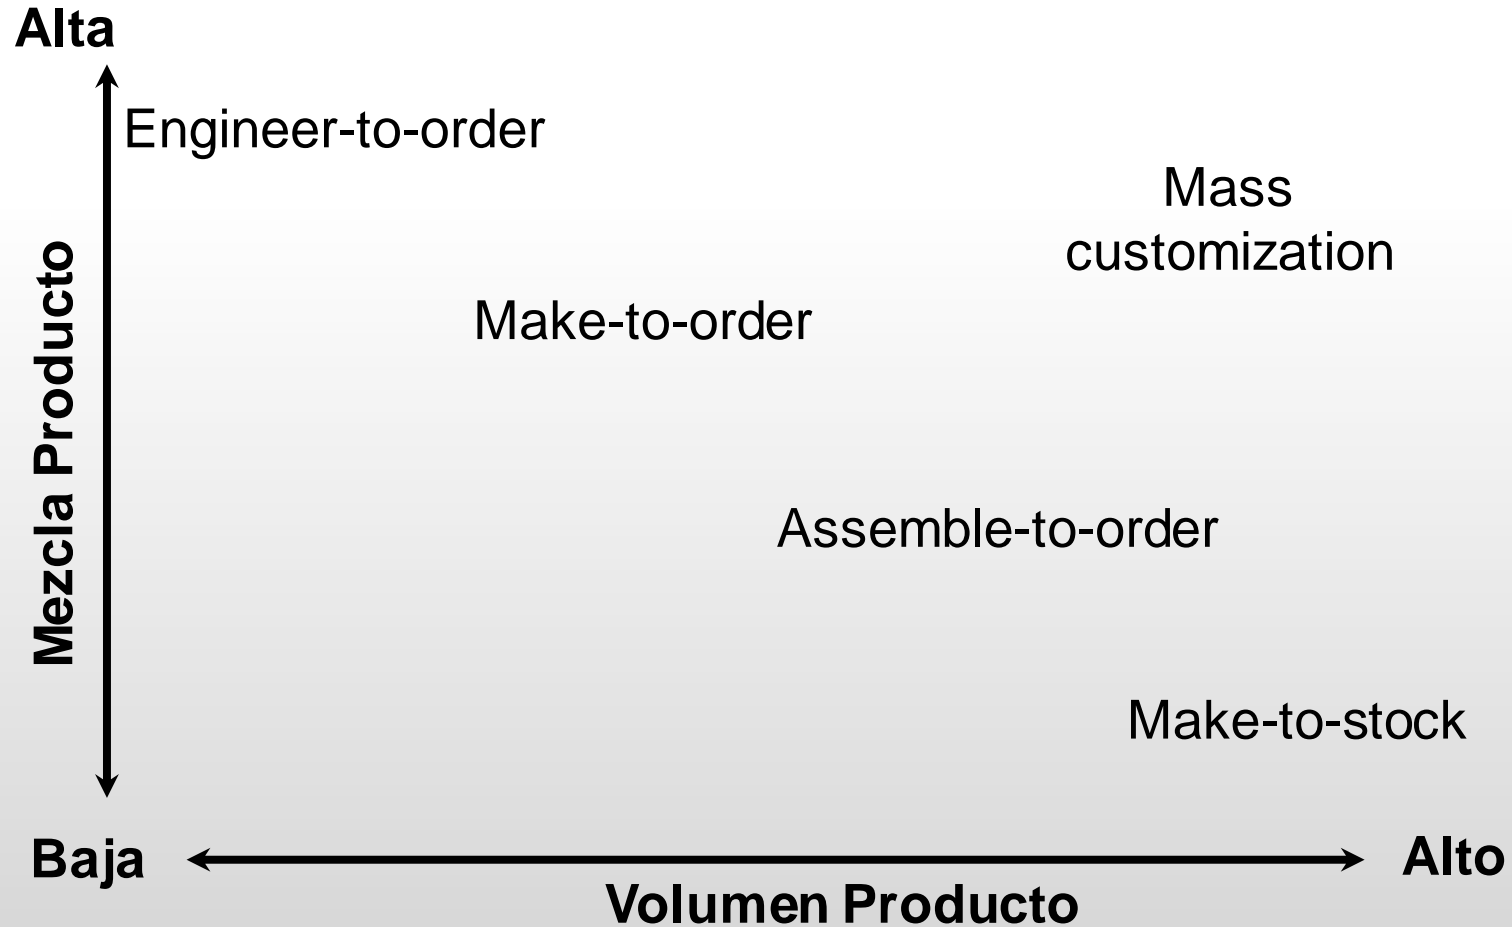 Alta
Engineer-to-order
Mass
customization
Make-to-order
Mezcla Producto
Assemble-to-order
Make-to-stock
Baja
Alto
Volumen Producto